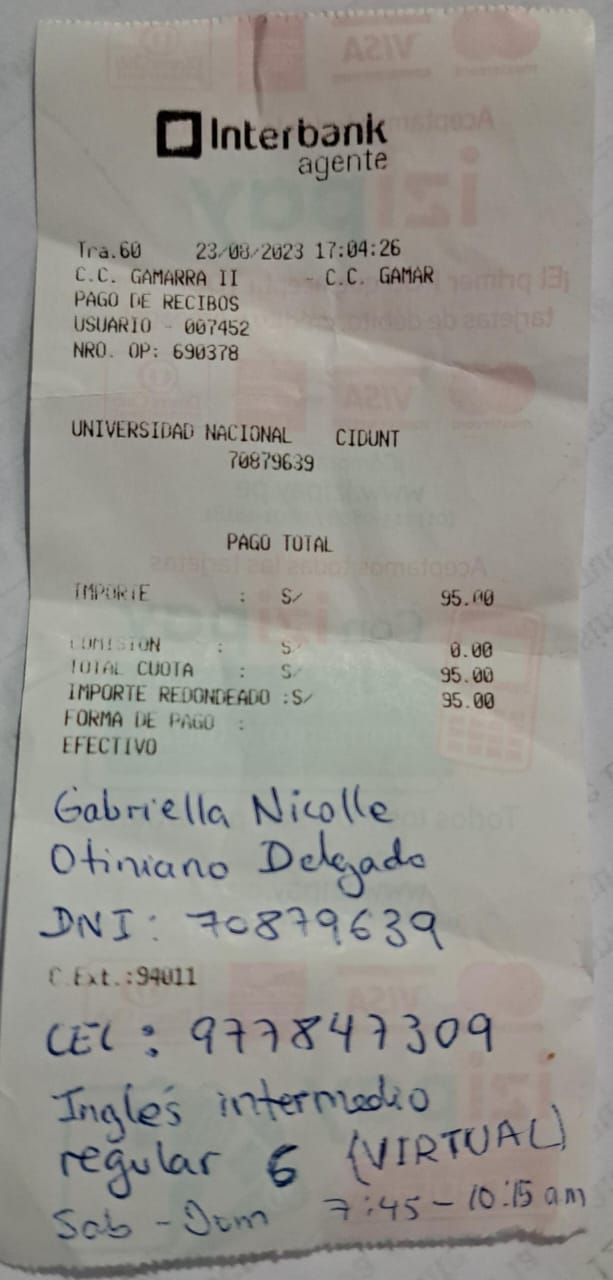 Interbank
agente
Tra.60 23/08/2023 17:04:26
C.C. GAMARRA II - C.C. GAMAR
PAGO DE RECIBOS
USUARIO - 007452
NRO. OP: 690378
UNIVERSIDAD NACIONAL CIDUNT
70879639
PAGO TOTAL
IMPORTE : S/ 95.00
COMISION : S/ 0.00
TOTAL CUOTA : S/ 95.00
IMPORTE REDONDEADO :S/ 95.00
FORMA DE PAGO :
EFECTIVO
Gabriella Nicolle
Otiniano Delgado
DNI: 70879639
C.Ext.:94011
CEL: 977847309
Inglés intermedio
regular 6 (VIRTUAL)
Sab - Dom 7:45 - 10:15 am